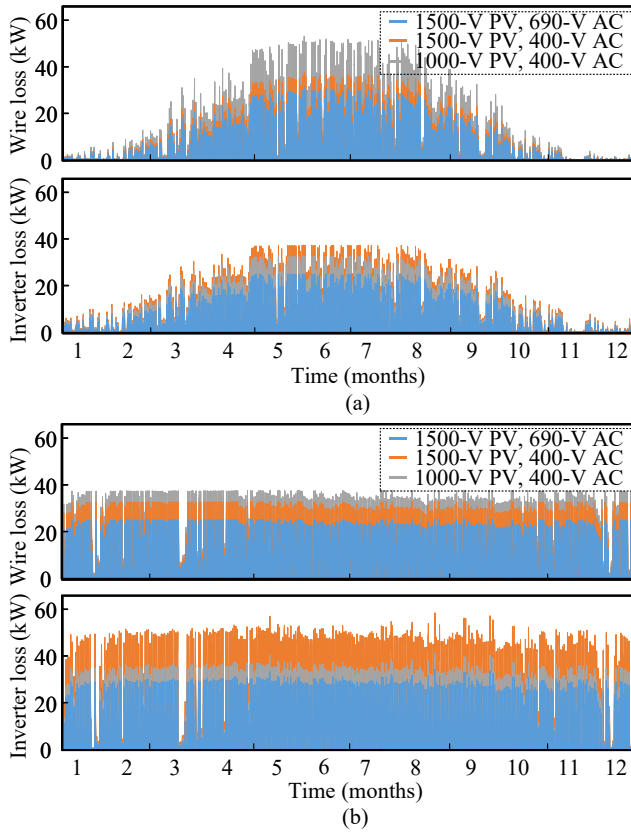 60
40
20
0
Wire loss (kW)
1500-V PV, 690-V AC
1500-V PV, 400-V AC
1000-V PV, 400-V AC
60
40
20
0
Inverter loss (kW)
1 2 3 4 5 6 7 8 9 10 11 12
Time (months)
(a)
60
40
20
0
Wire loss (kW)
1500-V PV, 690-V AC
1500-V PV, 400-V AC
1000-V PV, 400-V AC
60
40
20
0
Inverter loss (kW)
1 2 3 4 5 6 7 8 9 10 11 12
Time (months)
(b)